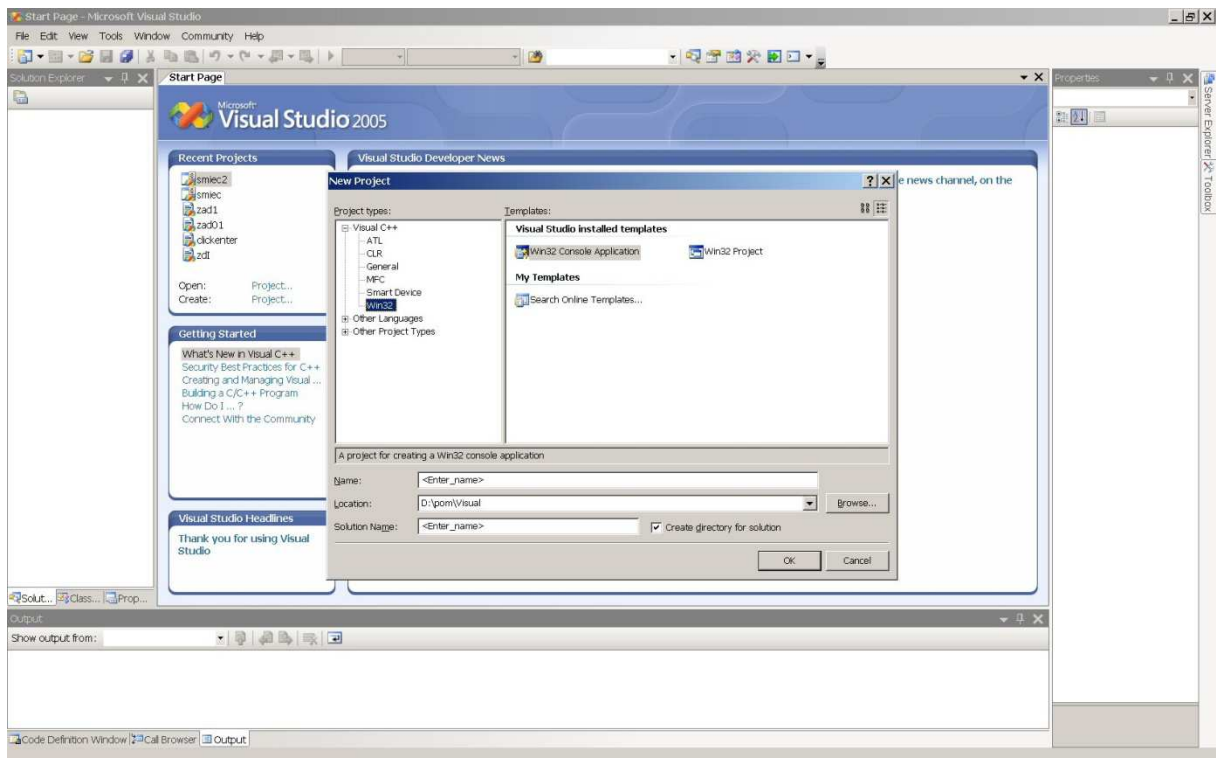 Start Page - Microsoft Visual Studio
File Edit View Tools Window Community Help
Solution Explorer
Start Page
Properties
Server Explorer
Toolbox
Microsoft
Visual Studio 2005
Recent Projects
smiec2
smiec
zad1
zad01
clickenter
zdI
Open: Project...
Create: Project...
Getting Started
What's New in Visual C++
Security Best Practices for C++
Creating and Managing Visual ...
Building a C/C++ Program
How Do I ... ?
Connect With the Community
Visual Studio Headlines
Thank you for using Visual
Studio
Visual Studio Developer News
e news channel, on the
New Project
Project types:
Visual C++
ATL
CLR
General
MFC
Smart Device
Win32
Other Languages
Other Project Types
Templates:
Visual Studio installed templates
Win32 Console Application
Win32 Project
My Templates
Search Online Templates...
A project for creating a Win32 console application
Name: <Enter_name>
Location: D:\pom\Visual
Browse...
Solution Name: <Enter_name>
Create directory for solution
OK Cancel
Solut... Class... Prop...
Output
Show output from:
Code Definition Window Call Browser Output